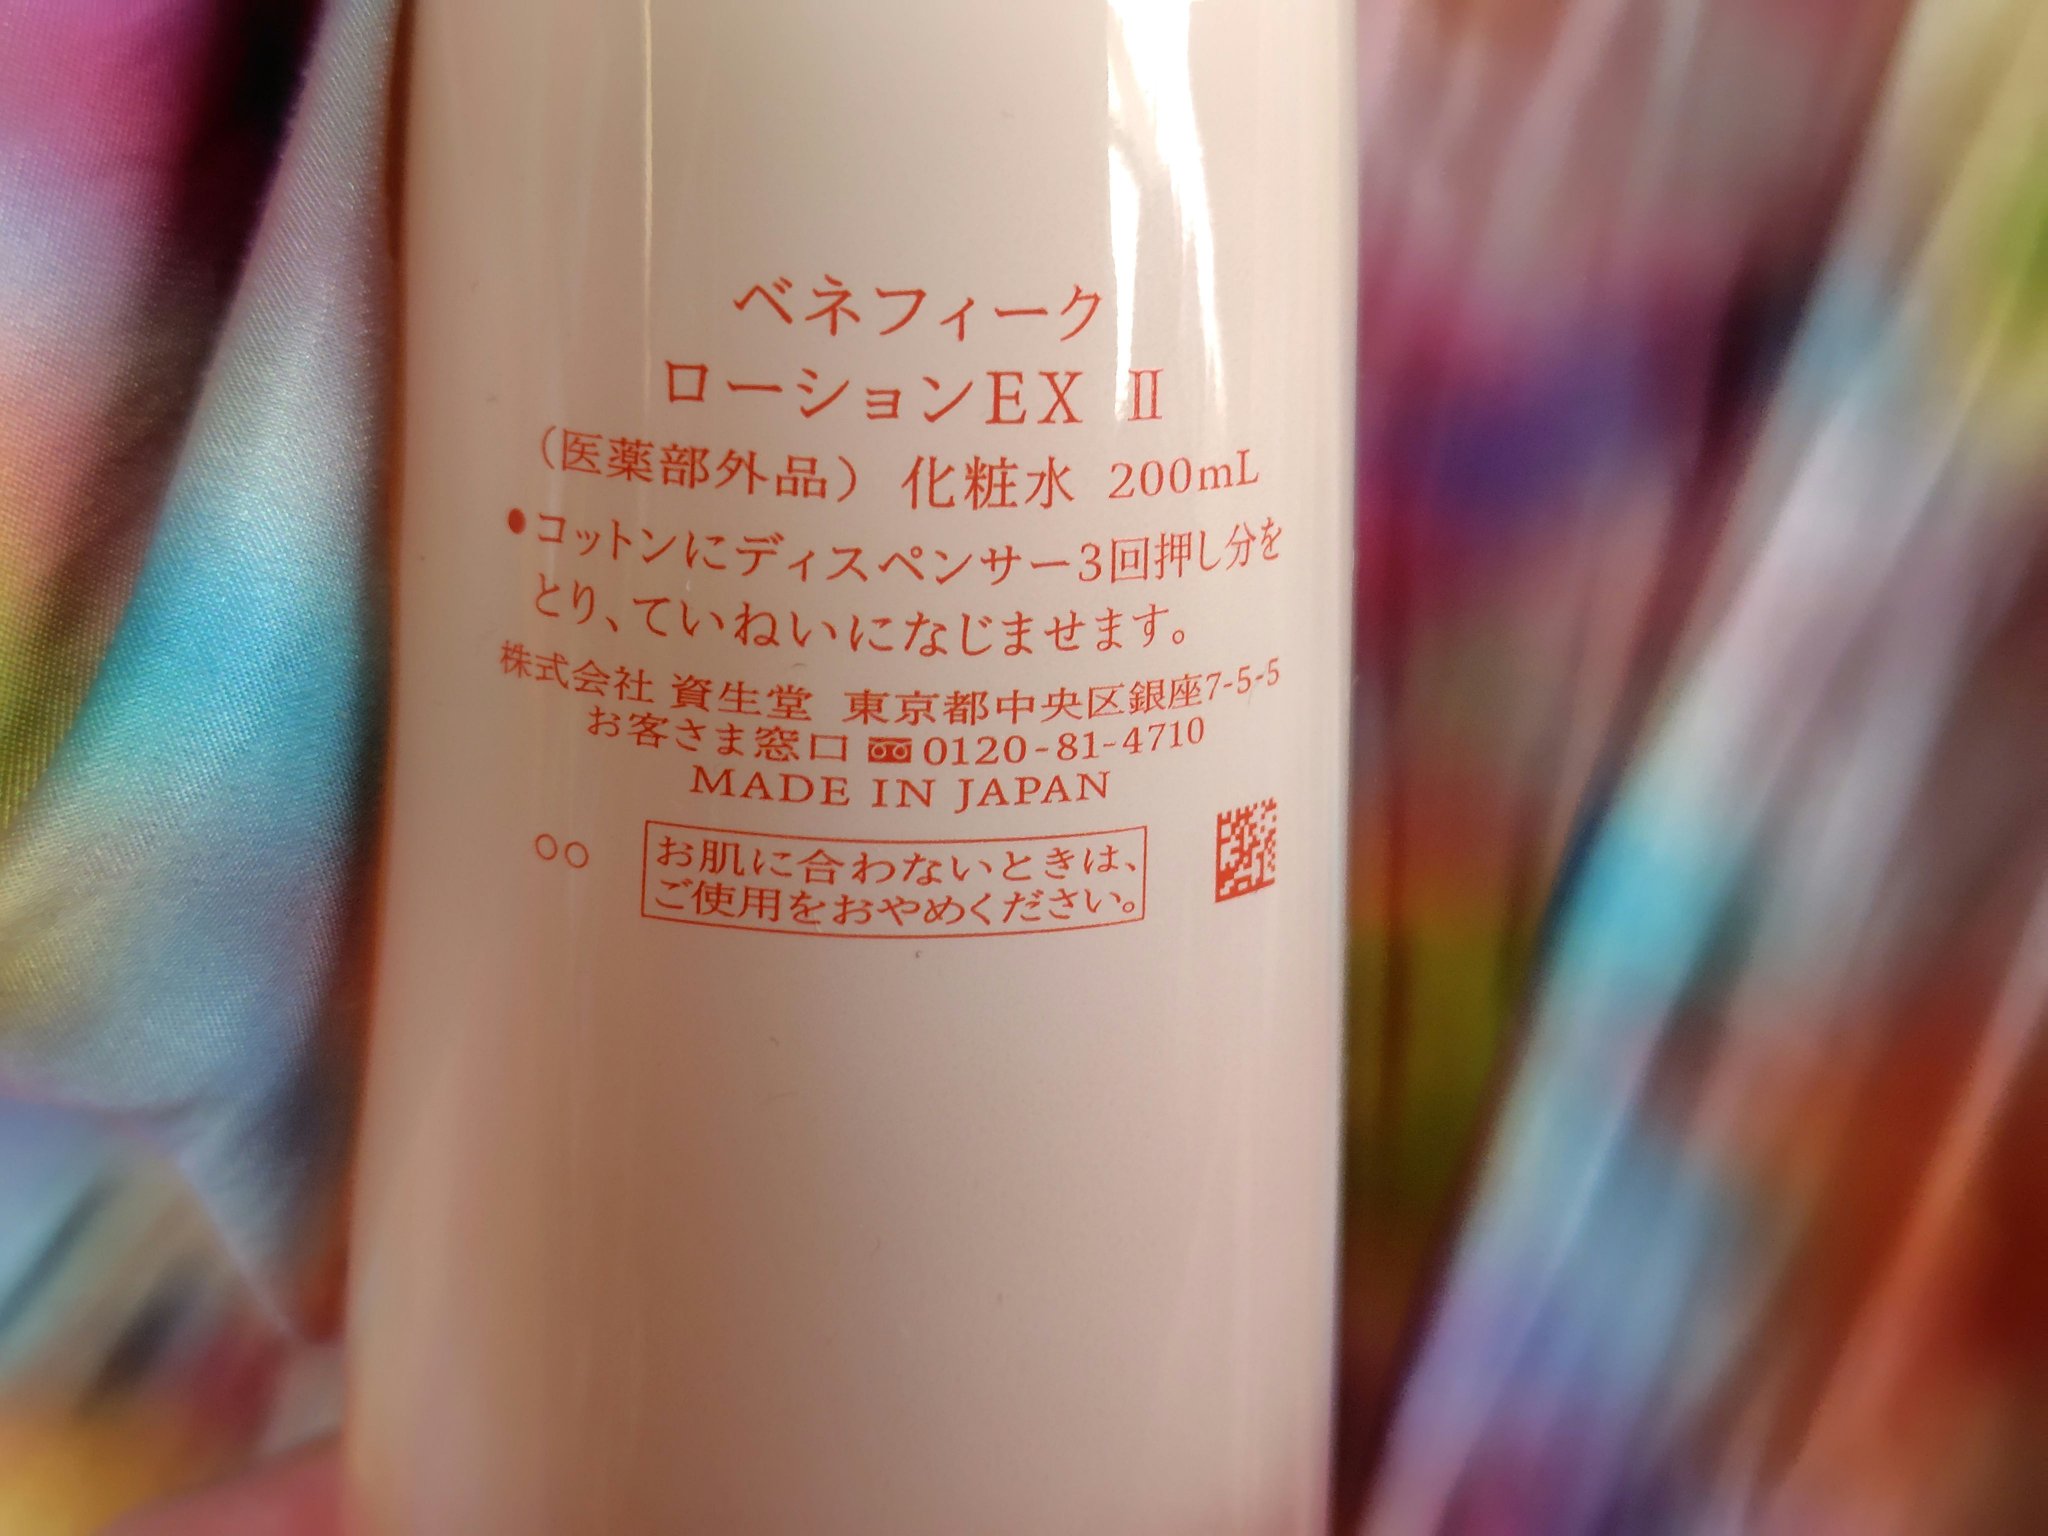 ベネフィーク
ローションEX Ⅱ
（医薬部外品） 化粧水 200mL
●コットンにディスペンサー3回押し分を
とり、ていねいになじませます。
株式会社 資生堂 東京都中央区銀座7-5-5
お客さま窓口 0120-81-4710
MADE IN JAPAN
○○
お肌に合わないときは、
ご使用をおやめください。